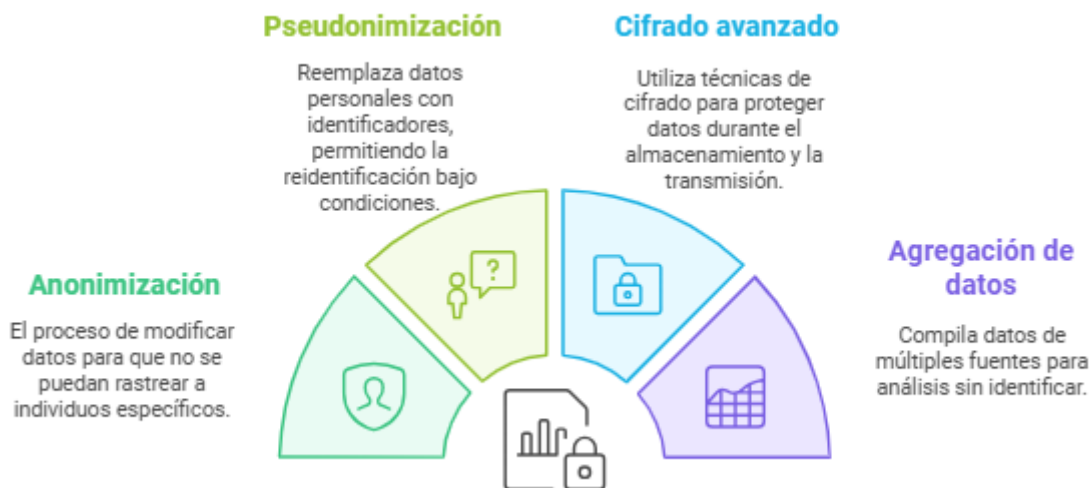 Pseudonimización
Reemplaza datos
personales con
identificadores,
permitiendo la
reidentificación bajo
condiciones.
Cifrado avanzado
Utiliza técnicas de
cifrado para proteger
datos durante el
almacenamiento y la
transmisión.
Anonimización
El proceso de modificar
datos para que no se
puedan rastrear a
individuos específicos.
Agregación de
datos
Compila datos de
múltiples fuentes para
análisis sin identificar.
?